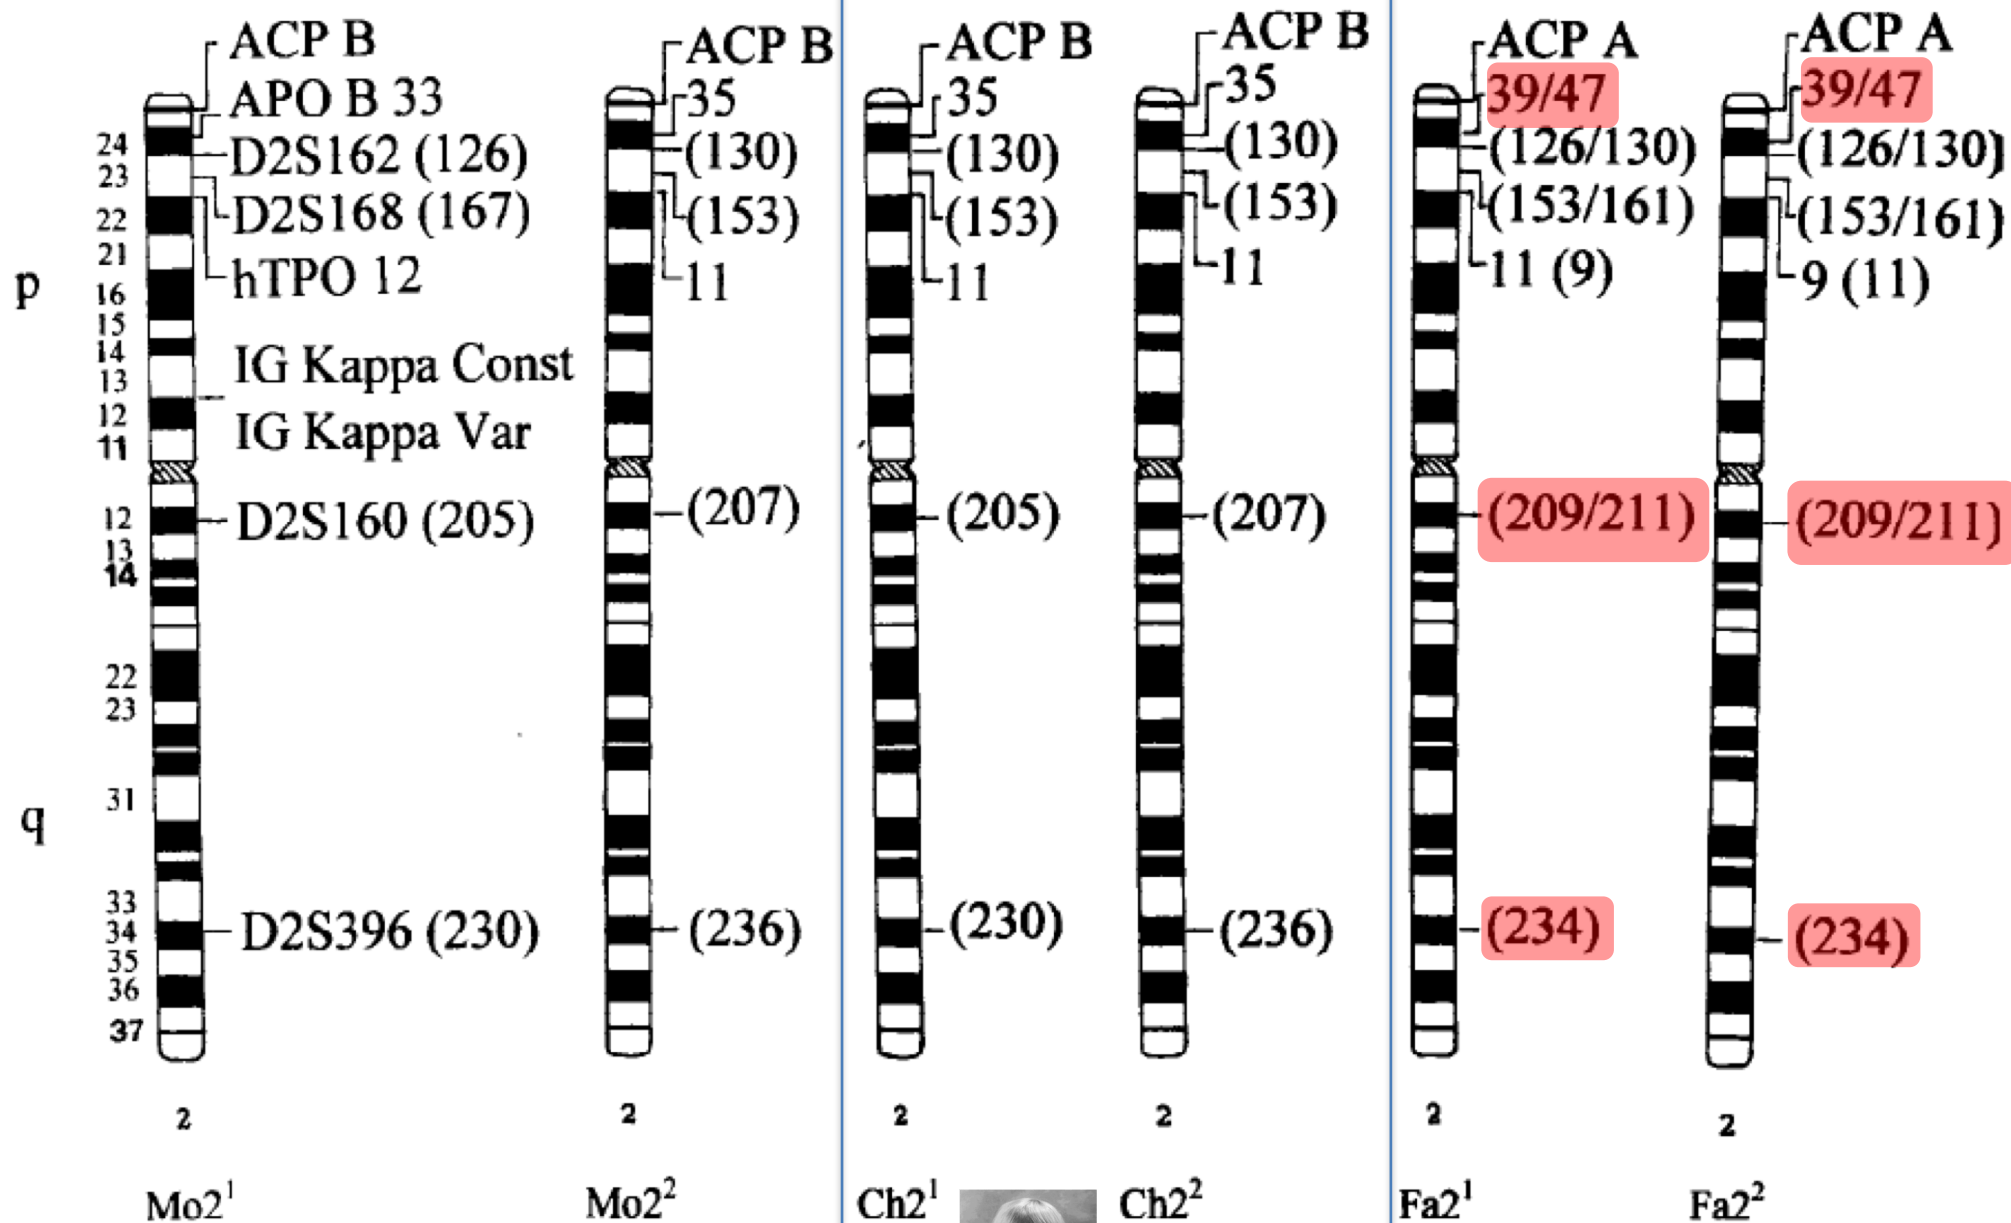 ACP B
APO B 33
D2S162 (126)
D2S168 (167)
hTPO 12
IG Kappa Const
IG Kappa Var
D2S160 (205)
D2S396 (230)
p
24
23
22
21
16
15
14
13
12
11
q
12
13
14
22
23
31
33
34
35
36
37
2
Mo2¹
ACP B
35
(130)
(153)
11
(207)
(236)
2
Mo2²
ACP B
35
(130)
(153)
11
(205)
(230)
2
Ch2¹
ACP B
35
(130)
(153)
11
(207)
(236)
2
Ch2²
ACP A
39/47
(126/130)
(153/161)
11 (9)
(209/211)
(234)
2
Fa2¹
ACP A
39/47
(126/130)
(153/161)
9 (11)
(209/211)
(234)
2
Fa2²